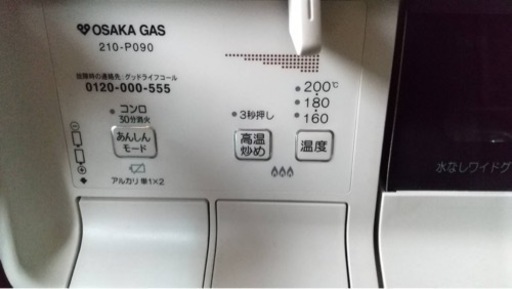 OSAKA GAS
210-P090
故障時の連絡先:グッドライフコール
0120-000-555
コンロ
30分消火
あんしん
モード
アルカリ 単1×2
3秒押し
高温
炒め
200℃
180
160
温度
水なしワイドグ